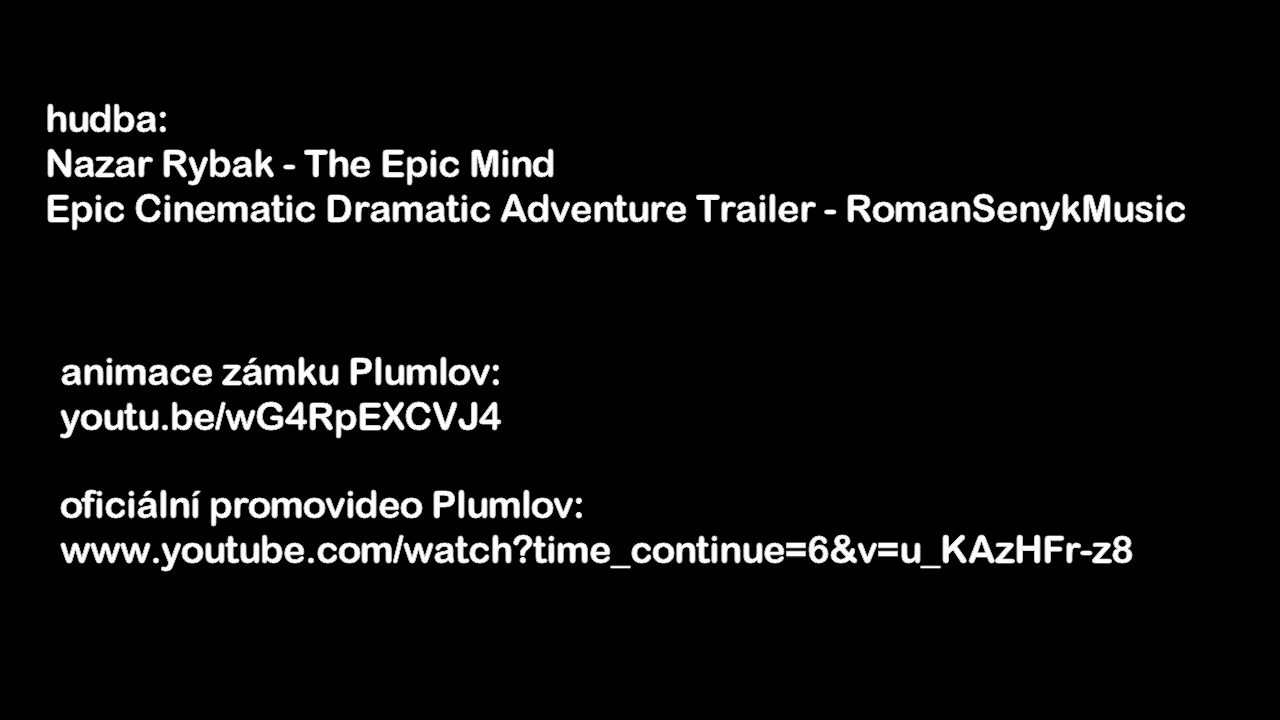 hudba:
Nazar Rybak - The Epic Mind
Epic Cinematic Dramatic Adventure Trailer - RomanSenykMusic
animace zámku Plumlov:
youtu.be/wG4RpEXCVJ4
oficiální promovideo Plumlov:
www.youtube.com/watch?time_continue=6&v=u_KAzHFr-z8